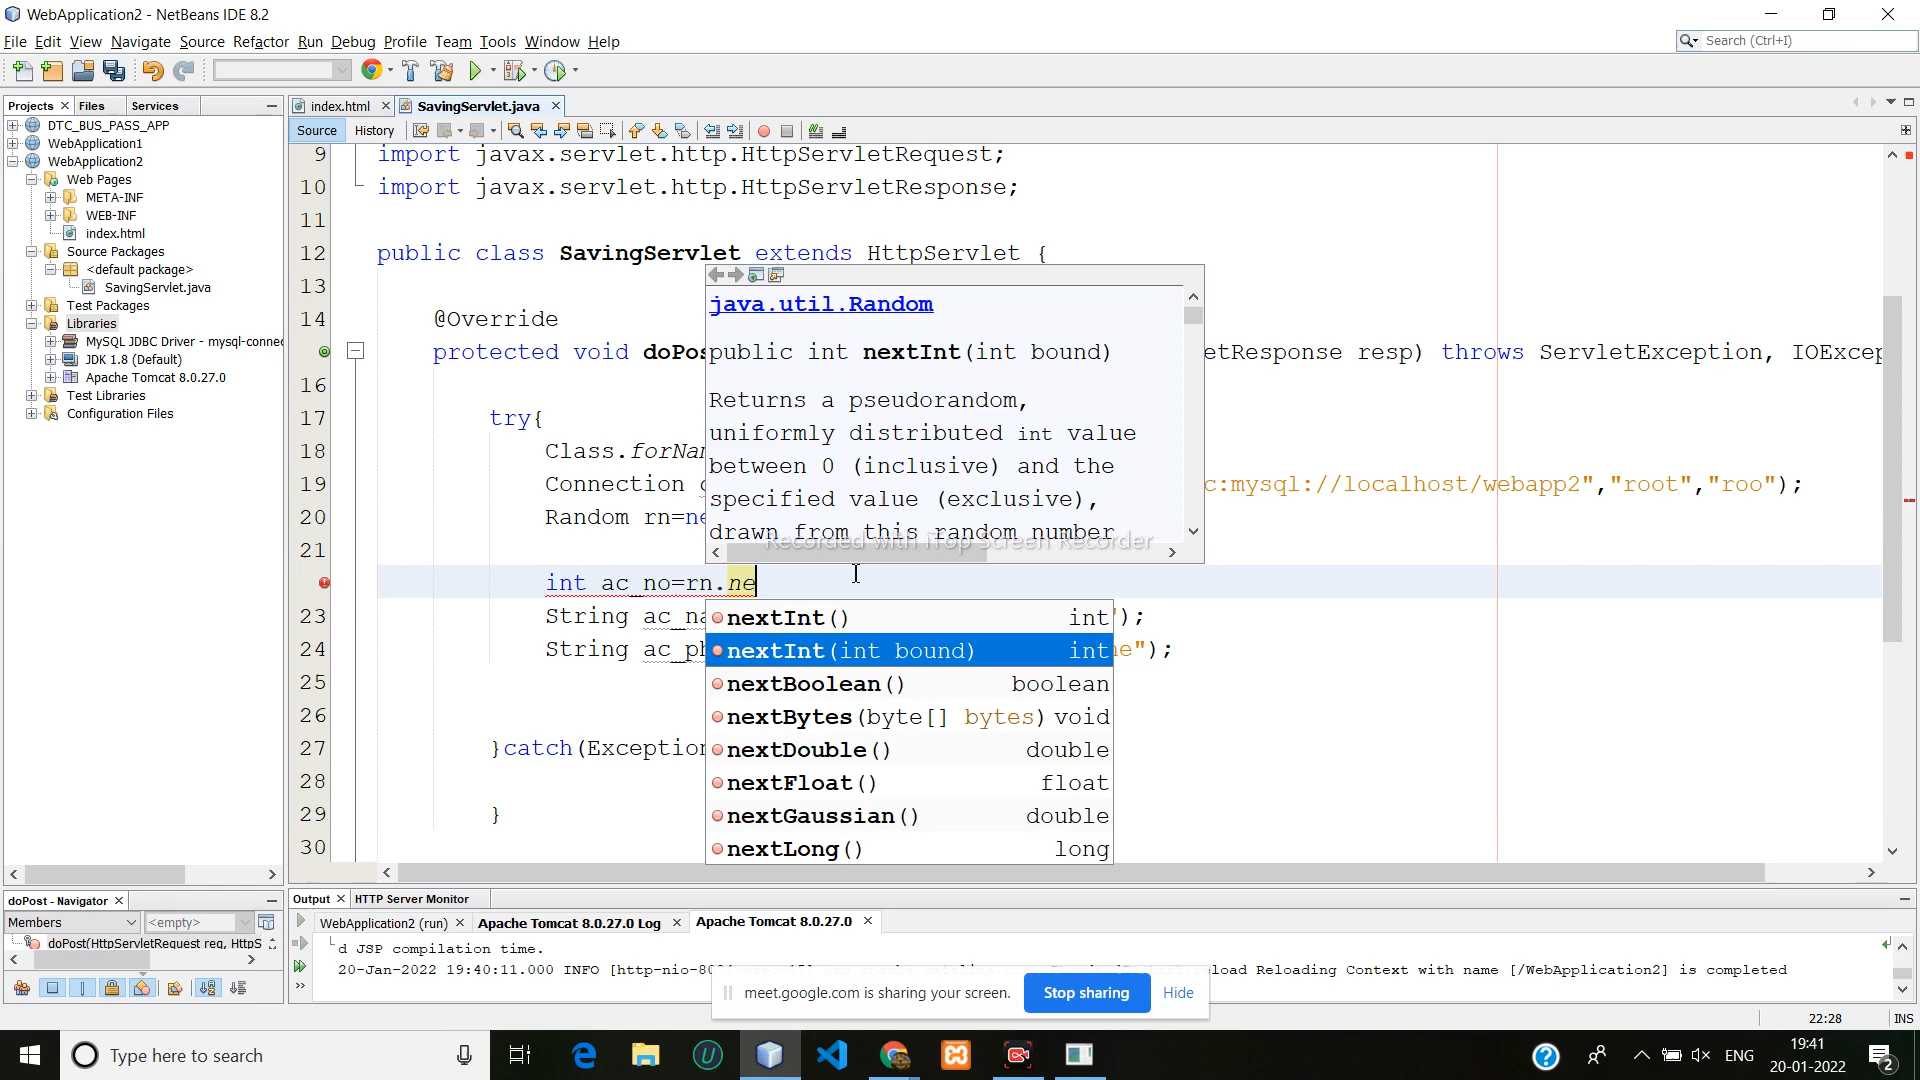 WebApplication2 - NetBeans IDE 8.2
File Edit View Navigate Source Refactor Run Debug Profile Team Tools Window Help
Search (Ctrl+I)
Projects Files Services
index.html SavingServlet.java
Source History
DTC_BUS_PASS_APP
WebApplication1
WebApplication2
Web Pages
META-INF
WEB-INF
index.html
Source Packages
<default package>
SavingServlet.java
Test Packages
Libraries
MySQL JDBC Driver - mysql-connec
JDK 1.8 (Default)
Apache Tomcat 8.0.27.0
Test Libraries
Configuration Files
9 import javax.servlet.http.HttpServletRequest;
10 import javax.servlet.http.HttpServletResponse;
11
12 public class SavingServlet extends HttpServlet {
13
14 @Override
protected void doPos etResponse resp) throws ServletException, IOExcep
16
17 try{
18 Class.forNam
19 Connection c c:mysql://localhost/webapp2","root","roo");
20 Random rn=ne
21
int ac_no=rn.ne
23 String ac_na ");
24 String ac_ph ne");
25
26
27 }catch(Exception
28
29 }
30
java.util.Random
public int nextInt(int bound)
Returns a pseudorandom,
uniformly distributed int value
between 0 (inclusive) and the
specified value (exclusive),
drawn from this random number
Recorded with iTop Screen Recorder
nextInt() int
nextInt(int bound) int
nextBoolean() boolean
nextBytes(byte[] bytes) void
nextDouble() double
nextFloat() float
nextGaussian() double
nextLong() long
doPost - Navigator
Members <empty>
doPost(HttpServletRequest req, HttpS
Output HTTP Server Monitor
WebApplication2 (run) Apache Tomcat 8.0.27.0 Log Apache Tomcat 8.0.27.0
d JSP compilation time.
20-Jan-2022 19:40:11.000 INFO Reloading Context with name [/WebApplication2] is completed
meet.google.com is sharing your screen. Stop sharing Hide
22:28 INS
Type here to search
ENG
19:41
20-01-2022
2